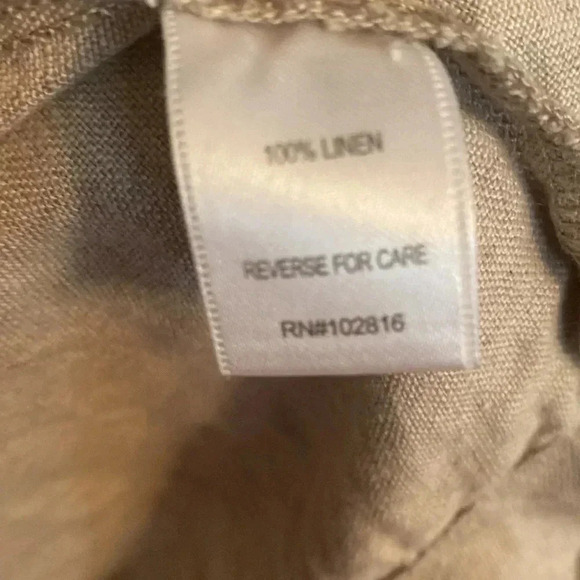 100% LINEN
REVERSE FOR CARE
RN#102816